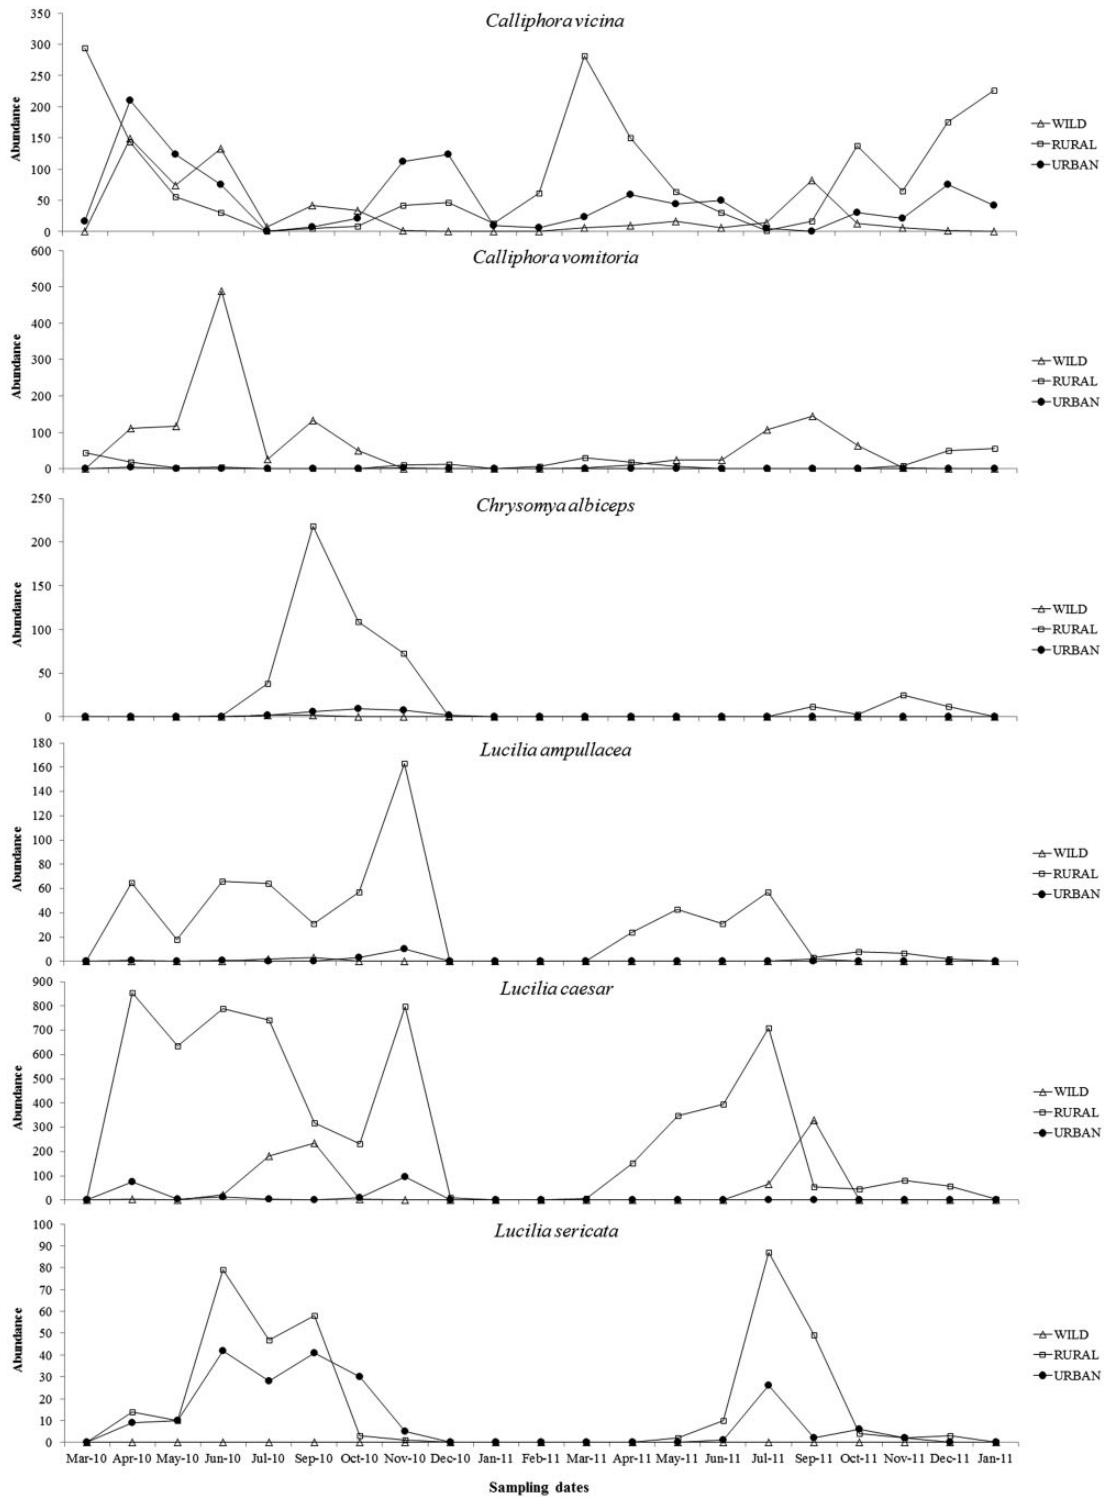 Calliphora vicina
350
300
250
200
150
100
50
0
Abundance
WILD
RURAL
URBAN
Calliphora vomitoria
600
500
400
300
200
100
0
Abundance
WILD
RURAL
URBAN
Chrysomya albiceps
250
200
150
100
50
0
Abundance
WILD
RURAL
URBAN
Lucilia ampullacea
180
160
140
120
100
80
60
40
20
0
Abundance
WILD
RURAL
URBAN
Lucilia caesar
900
800
700
600
500
400
300
200
100
0
Abundance
WILD
RURAL
URBAN
Lucilia sericata
100
90
80
70
60
50
40
30
20
10
0
Abundance
WILD
RURAL
URBAN
Mar-10 Apr-10 May-10 Jun-10 Jul-10 Sep-10 Oct-10 Nov-10 Dec-10 Jan-11 Feb-11 Mar-11 Apr-11 May-11 Jun-11 Jul-11 Sep-11 Oct-11 Nov-11 Dec-11 Jan-11
Sampling dates